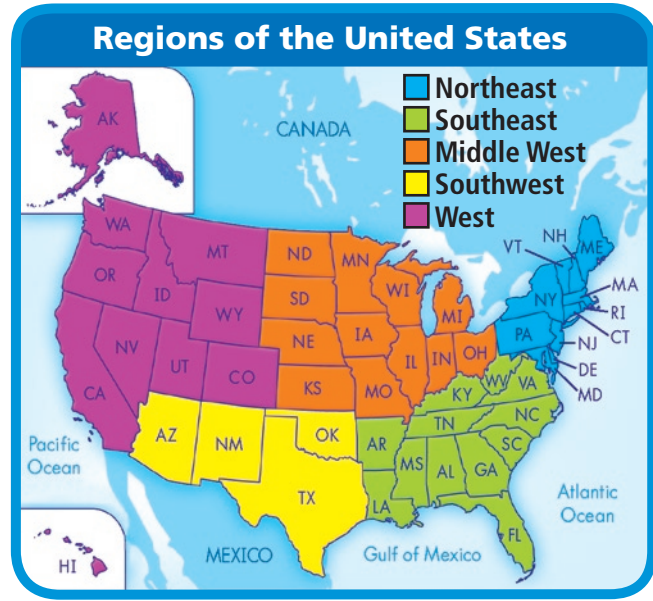 Regions of the United States
Northeast
Southeast
Middle West
Southwest
West
AK
CANADA
WA
MT
ND
MN
VT
NH
ME
OR
ID
SD
WI
MI
NY
MA
RI
CT
WY
NV
UT
CO
NE
IA
IL
IN
OH
PA
NJ
DE
MD
CA
KS
MO
KY
WV
VA
AZ
NM
OK
AR
TN
NC
SC
MS
AL
GA
TX
LA
FL
Pacific
Ocean
Atlantic
Ocean
HI
MEXICO
Gulf of Mexico